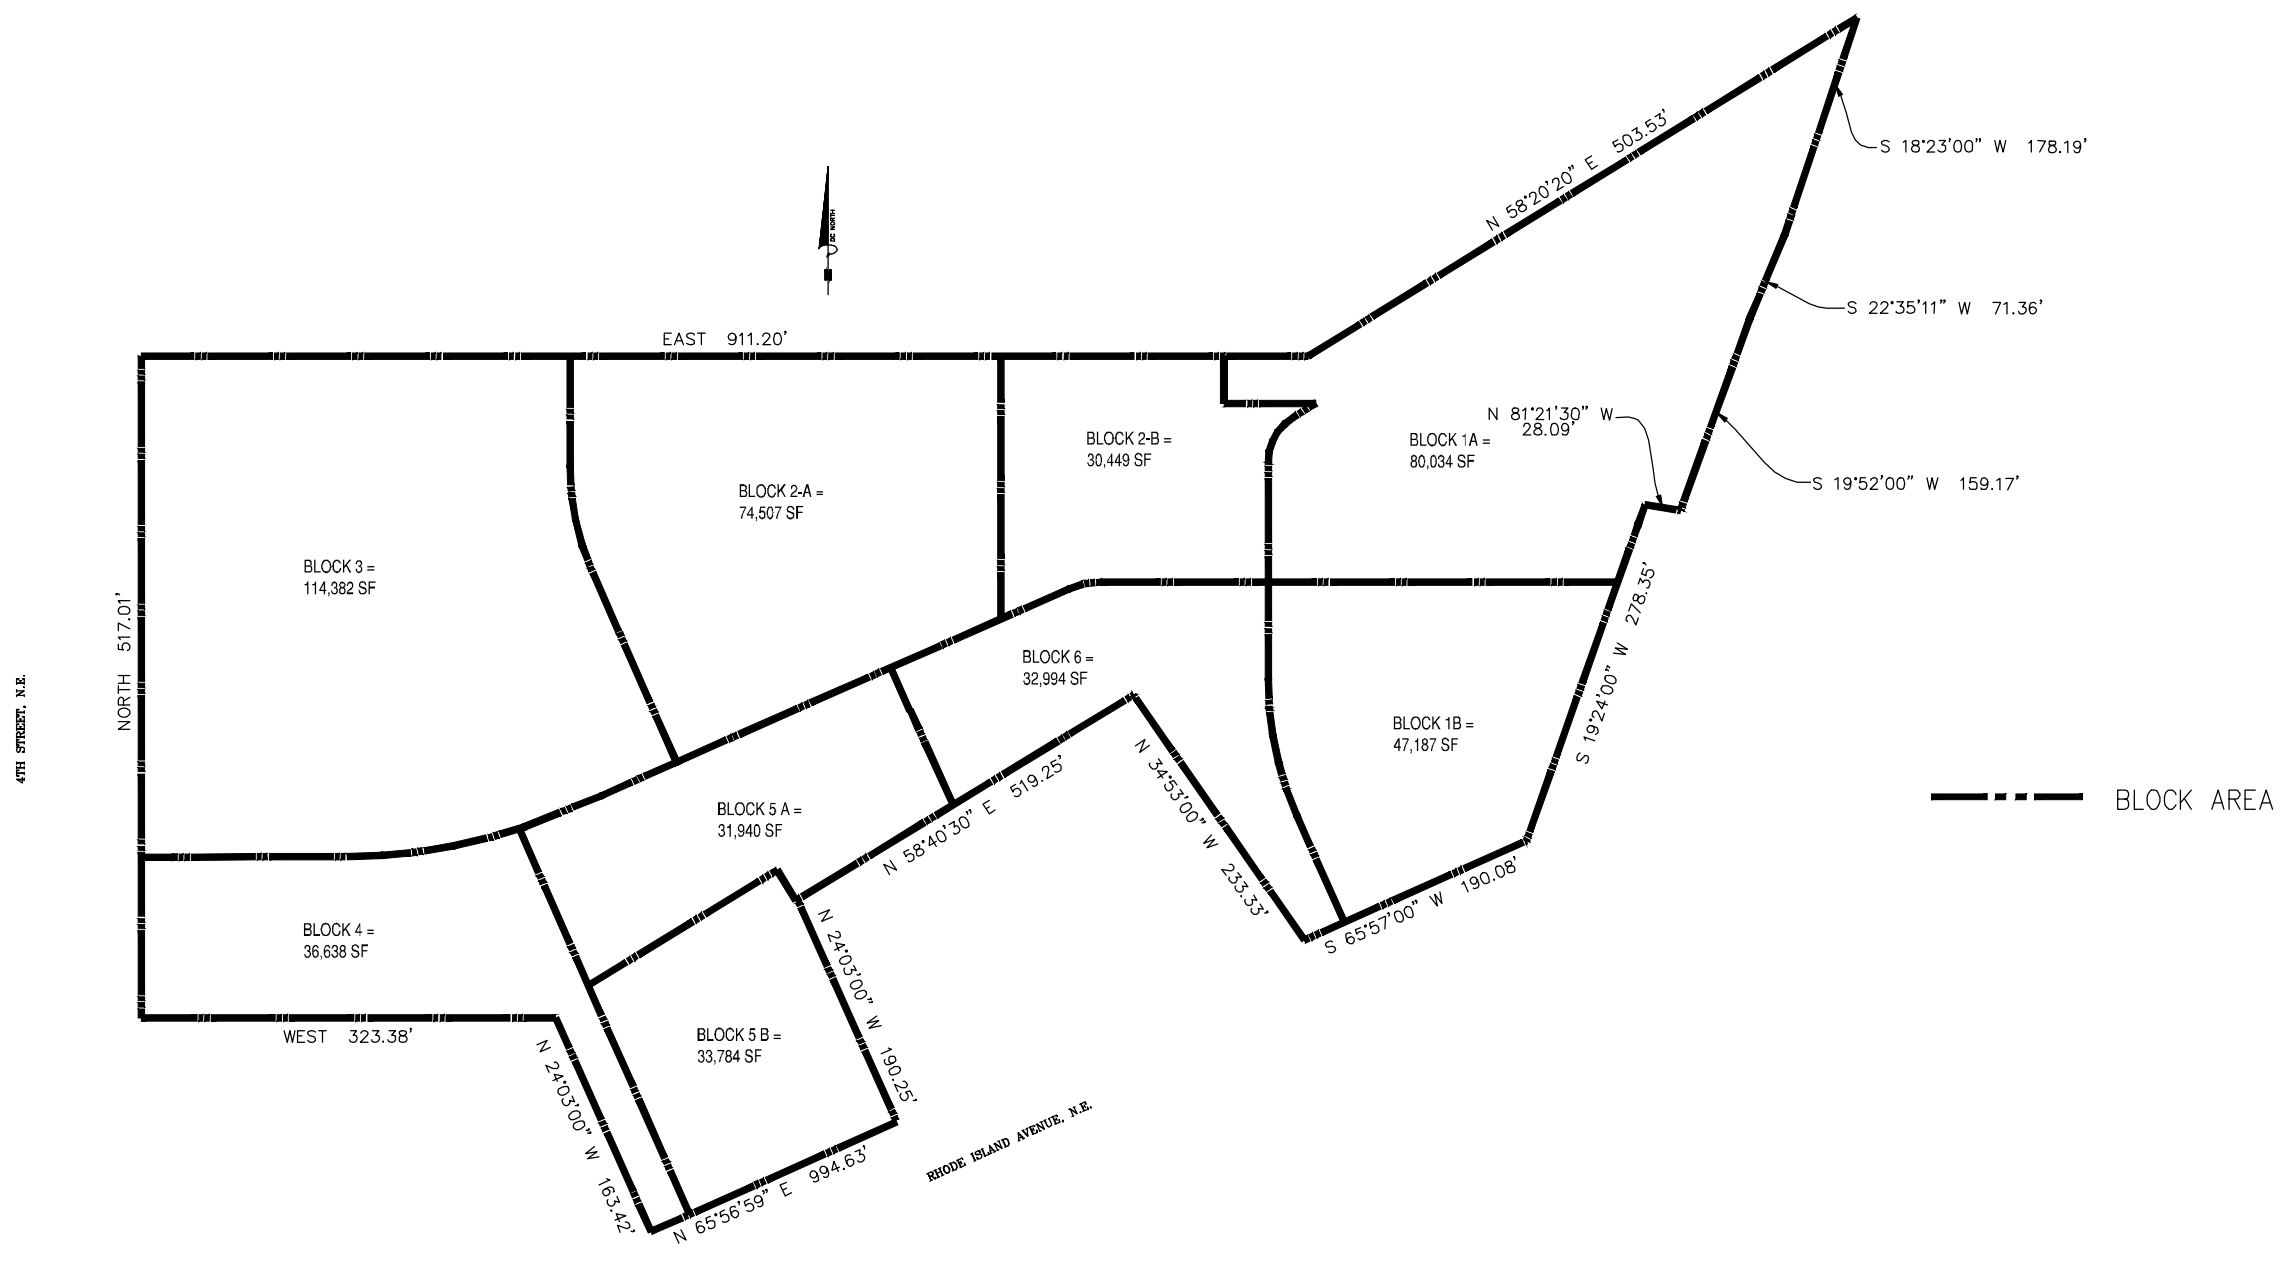 S 18°23'00" W 178.19'
N 58°20'20" E 503.53'
DC NORTH
S 22°35'11" W 71.36'
EAST 911.20'
N 81°21'30" W
28.09'
BLOCK 2-B =
30,449 SF
BLOCK 1A =
80,034 SF
S 19°52'00" W 159.17'
BLOCK 2-A =
74,507 SF
BLOCK 3 =
114,382 SF
NORTH 517.01'
4TH STREET, N.E.
S 19°24'00" W 278.35'
BLOCK 6 =
32,994 SF
BLOCK 1B =
47,187 SF
N 34°53'00" W 233.33'
N 58°40'30" E 519.25'
BLOCK AREA
BLOCK 5 A =
31,940 SF
S 65°57'00" W 190.08'
BLOCK 4 =
36,638 SF
N 24°03'00" W 190.25'
WEST 323.38'
BLOCK 5 B =
33,784 SF
N 24°03'00" W 163.42'
RHODE ISLAND AVENUE, N.E.
N 65°56'59" E 994.63'